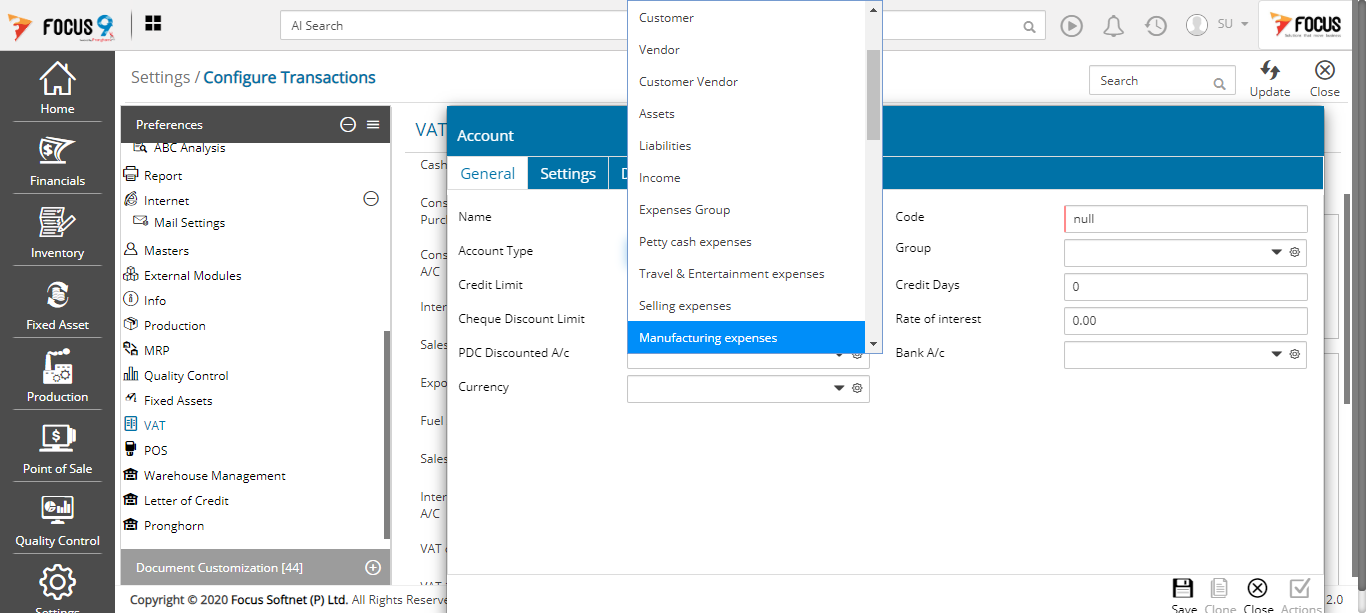 FOCUS 9
AI Search
SU
FOCUS
Home
Financials
Inventory
Fixed Asset
Production
Point of Sale
Quality Control
Settings
Settings / Configure Transactions
Search
Update
Close
Preferences
ABC Analysis
Report
Internet
Mail Settings
Masters
External Modules
Info
Production
MRP
Quality Control
Fixed Assets
VAT
POS
Warehouse Management
Letter of Credit
Pronghorn
Document Customization [44]
VAT
Cash
Cons
Purc
Cons
A/C
Inter
Sales
Expo
Fuel
Sales
Inter
A/C
VAT
Account
General
Settings
Name
Account Type
Credit Limit
Cheque Discount Limit
PDC Discounted A/c
Currency
Customer
Vendor
Customer Vendor
Assets
Liabilities
Income
Expenses Group
Petty cash expenses
Travel & Entertainment expenses
Selling expenses
Manufacturing expenses
Code
null
Group
Credit Days
0
Rate of interest
0.00
Bank A/c
Save
Clone
Close
Actions
Copyright © 2020 Focus Softnet (P) Ltd. All Rights Reserve
2.0